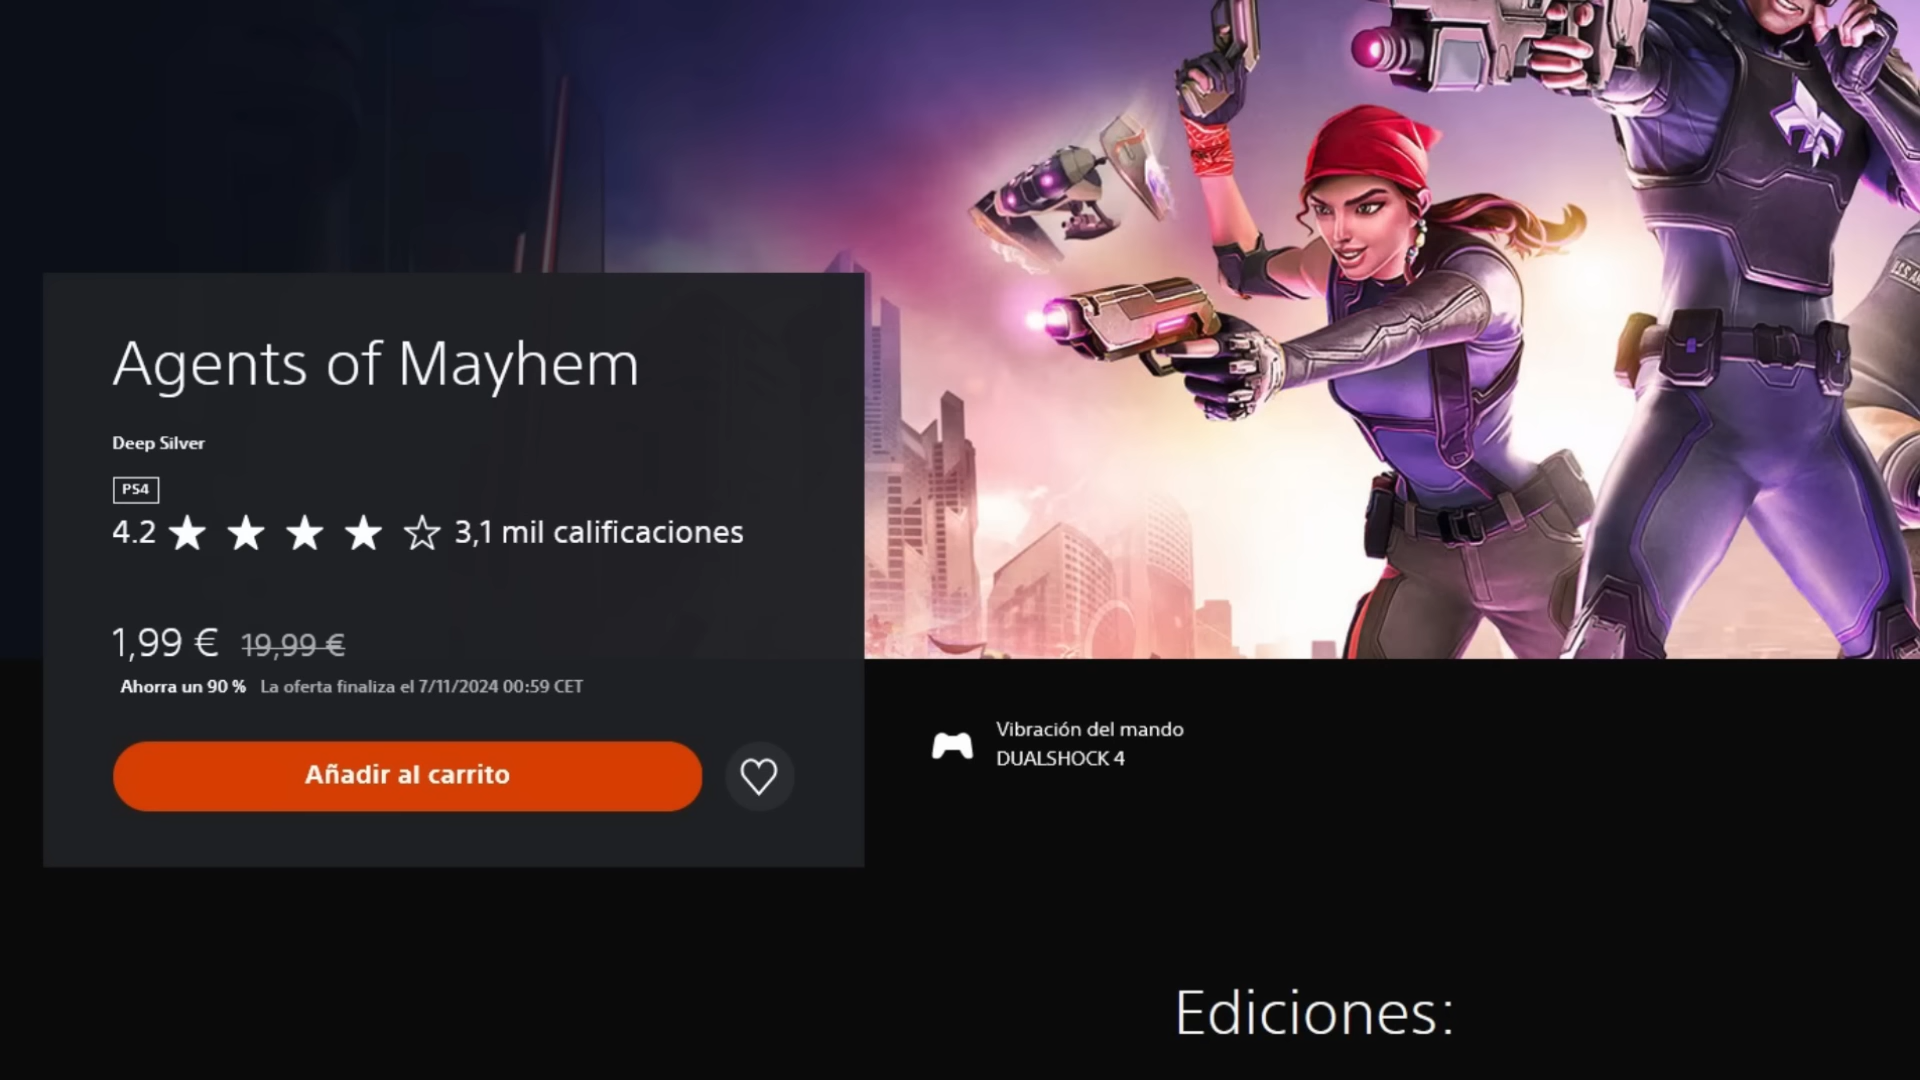 Agents of Mayhem
Deep Silver
PS4
4.2 3,1 mil calificaciones
1,99 € 19,99 €
Ahorra un 90 % La oferta finaliza el 7/11/2024 00:59 CET
Añadir al carrito
Vibración del mando
DUALSHOCK 4
Ediciones: